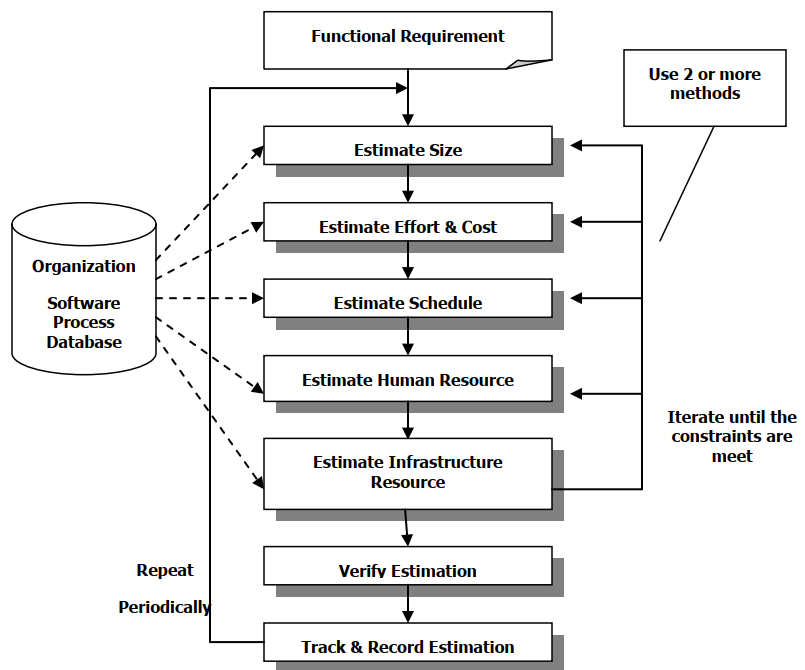 Functional Requirement
Use 2 or more
methods
Estimate Size
Estimate Effort & Cost
Organization
Software
Process
Database
Estimate Schedule
Estimate Human Resource
Iterate until the
constraints are
meet
Estimate Infrastructure
Resource
Repeat
Periodically
Verify Estimation
Track & Record Estimation